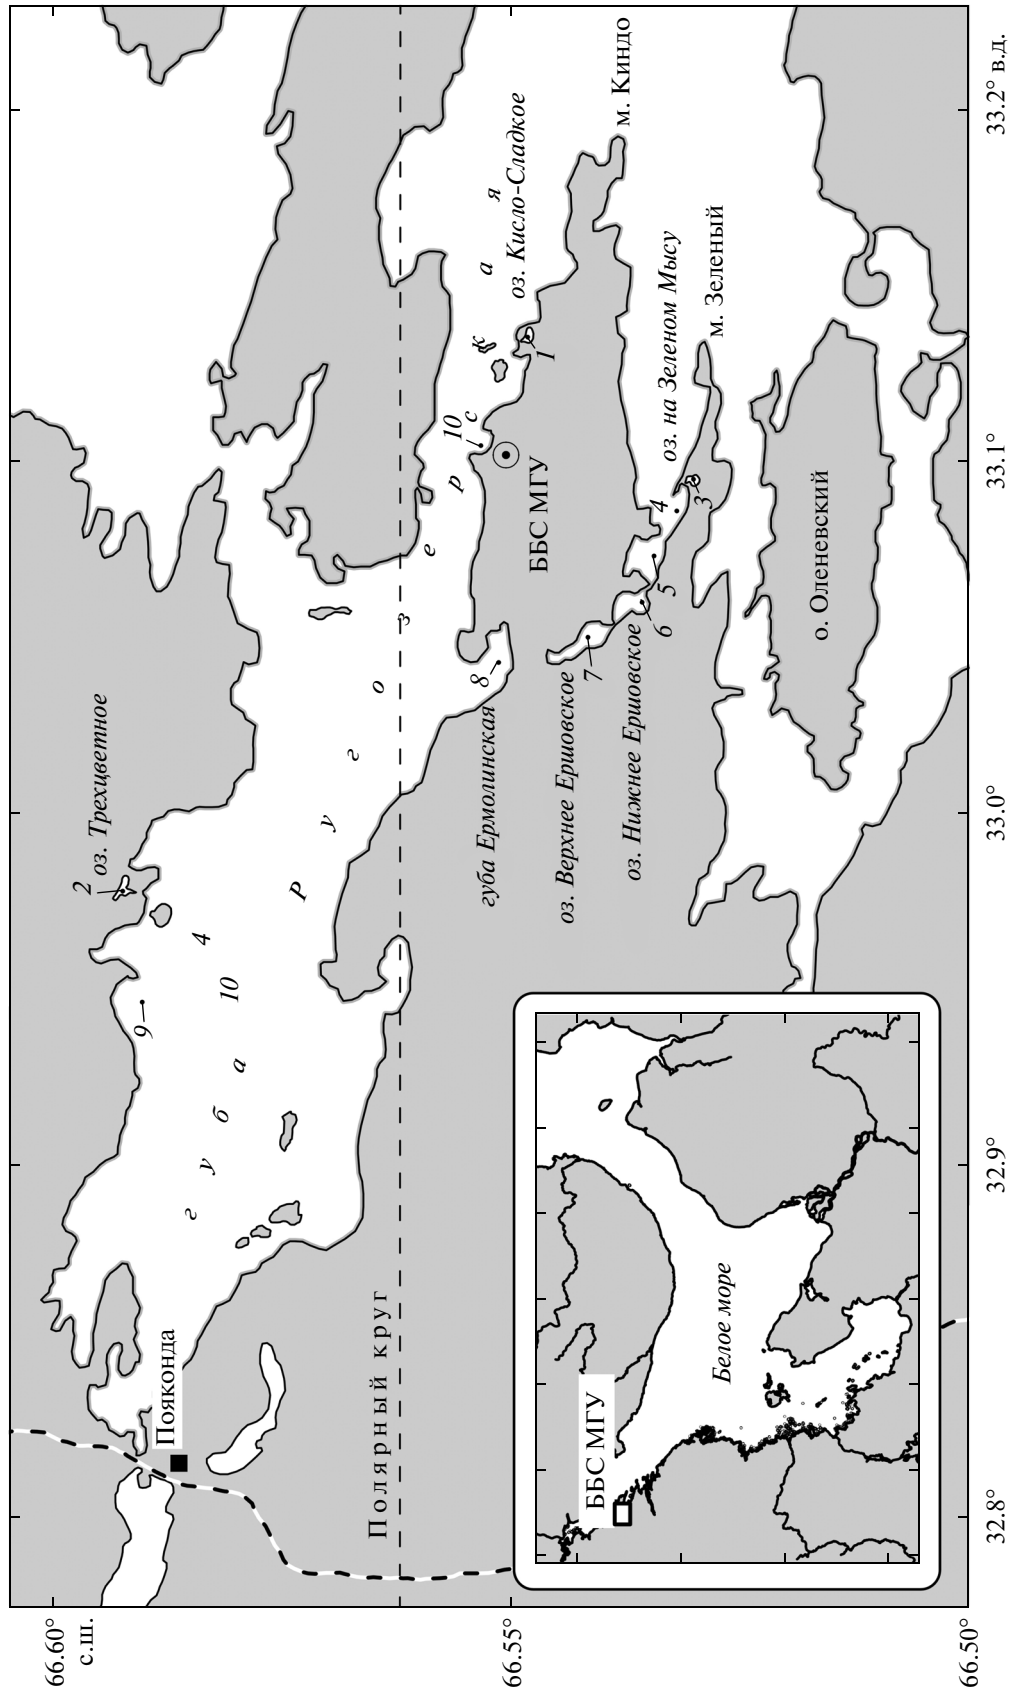 66.60°
с.ш.
66.55°
66.50°
32.8°
32.9°
33.0°
33.1°
33.2° в.д.
Пояконда
Полярный круг
губа Ругозерская
2
оз. Трехцветное
9
4
10
8
губа Ермолинская
10
ББС МГУ
1
оз. Кисло-Сладкое
м. Киндо
7
оз. Верхнее Ершовское
6
оз. Нижнее Ершовское
5
4
3
оз. на Зеленом Мысу
м. Зеленый
о. Оленевский
ББС МГУ
Белое море